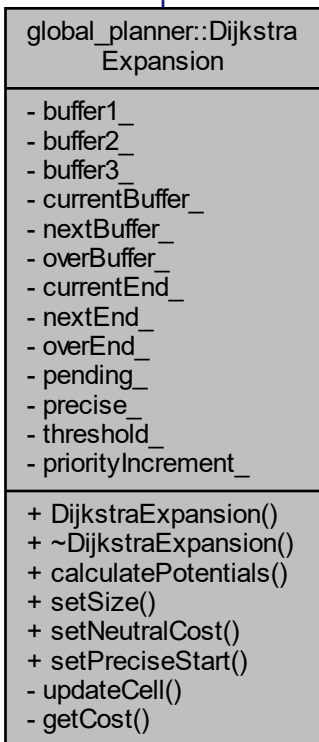 global_planner::Dijkstra
Expansion
- buffer1_
- buffer2_
- buffer3_
- currentBuffer_
- nextBuffer_
- overBuffer_
- currentEnd_
- nextEnd_
- overEnd_
- pending_
- precise_
- threshold_
- priorityIncrement_
+ DijkstraExpansion()
+ ~DijkstraExpansion()
+ calculatePotentials()
+ setSize()
+ setNeutralCost()
+ setPreciseStart()
- updateCell()
- getCost()